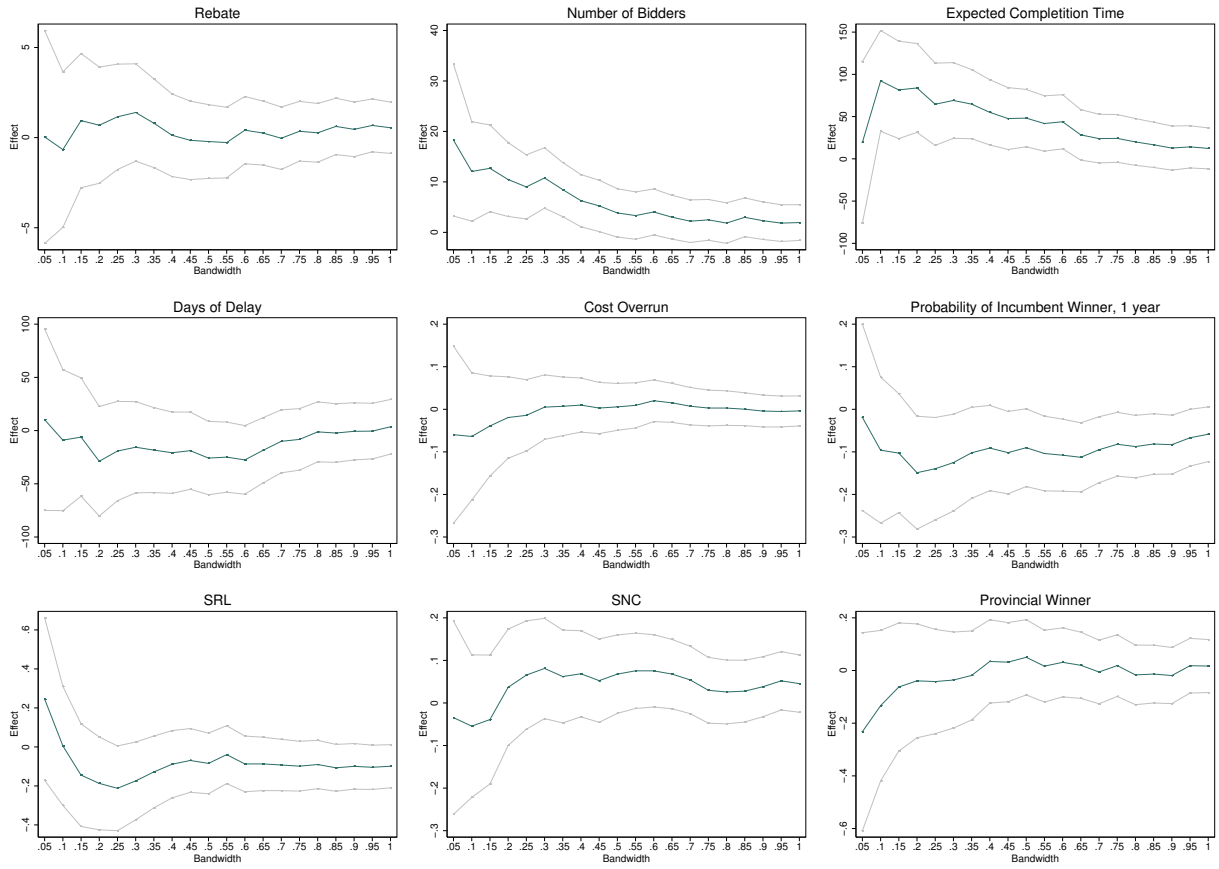 Rebate
Number of Bidders
Expected Completition Time
Effect
5
0
−5
.05 .1 .15 .2 .25 .3 .35 .4 .45 .5 .55 .6 .65 .7 .75 .8 .85 .9 .95 1
Bandwidth
Effect
40
30
20
10
0
.05 .1 .15 .2 .25 .3 .35 .4 .45 .5 .55 .6 .65 .7 .75 .8 .85 .9 .95 1
Bandwidth
Effect
150
100
50
0
−50
−100
.05 .1 .15 .2 .25 .3 .35 .4 .45 .5 .55 .6 .65 .7 .75 .8 .85 .9 .95 1
Bandwidth
Days of Delay
Cost Overrun
Probability of Incumbent Winner, 1 year
Effect
100
50
0
−50
−100
.05 .1 .15 .2 .25 .3 .35 .4 .45 .5 .55 .6 .65 .7 .75 .8 .85 .9 .95 1
Bandwidth
Effect
.2
.1
0
−.1
−.2
−.3
.05 .1 .15 .2 .25 .3 .35 .4 .45 .5 .55 .6 .65 .7 .75 .8 .85 .9 .95 1
Bandwidth
Effect
.2
.1
0
−.1
−.2
−.3
.05 .1 .15 .2 .25 .3 .35 .4 .45 .5 .55 .6 .65 .7 .75 .8 .85 .9 .95 1
Bandwidth
SRL
SNC
Provincial Winner
Effect
.6
.4
.2
0
−.2
−.4
.05 .1 .15 .2 .25 .3 .35 .4 .45 .5 .55 .6 .65 .7 .75 .8 .85 .9 .95 1
Bandwidth
Effect
.2
.1
0
−.1
−.2
−.3
.05 .1 .15 .2 .25 .3 .35 .4 .45 .5 .55 .6 .65 .7 .75 .8 .85 .9 .95 1
Bandwidth
Effect
.2
0
−.2
−.4
−.6
.05 .1 .15 .2 .25 .3 .35 .4 .45 .5 .55 .6 .65 .7 .75 .8 .85 .9 .95 1
Bandwidth